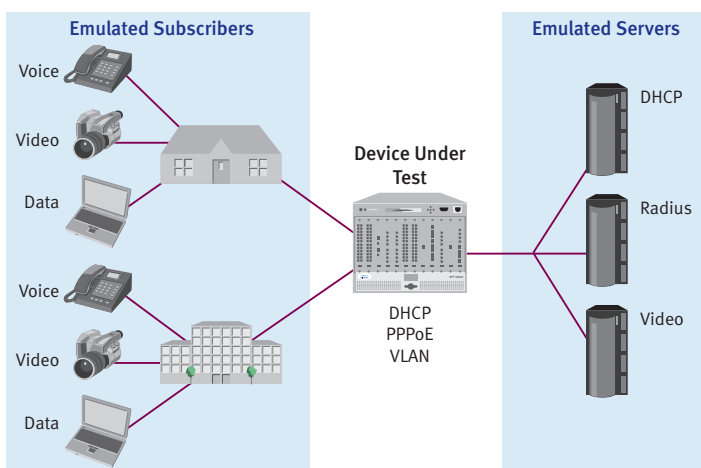 Emulated Subscribers
Voice
Video
Data
Voice
Video
Data
Device Under
Test
DHCP
PPPoE
VLAN
Emulated Servers
DHCP
Radius
Video